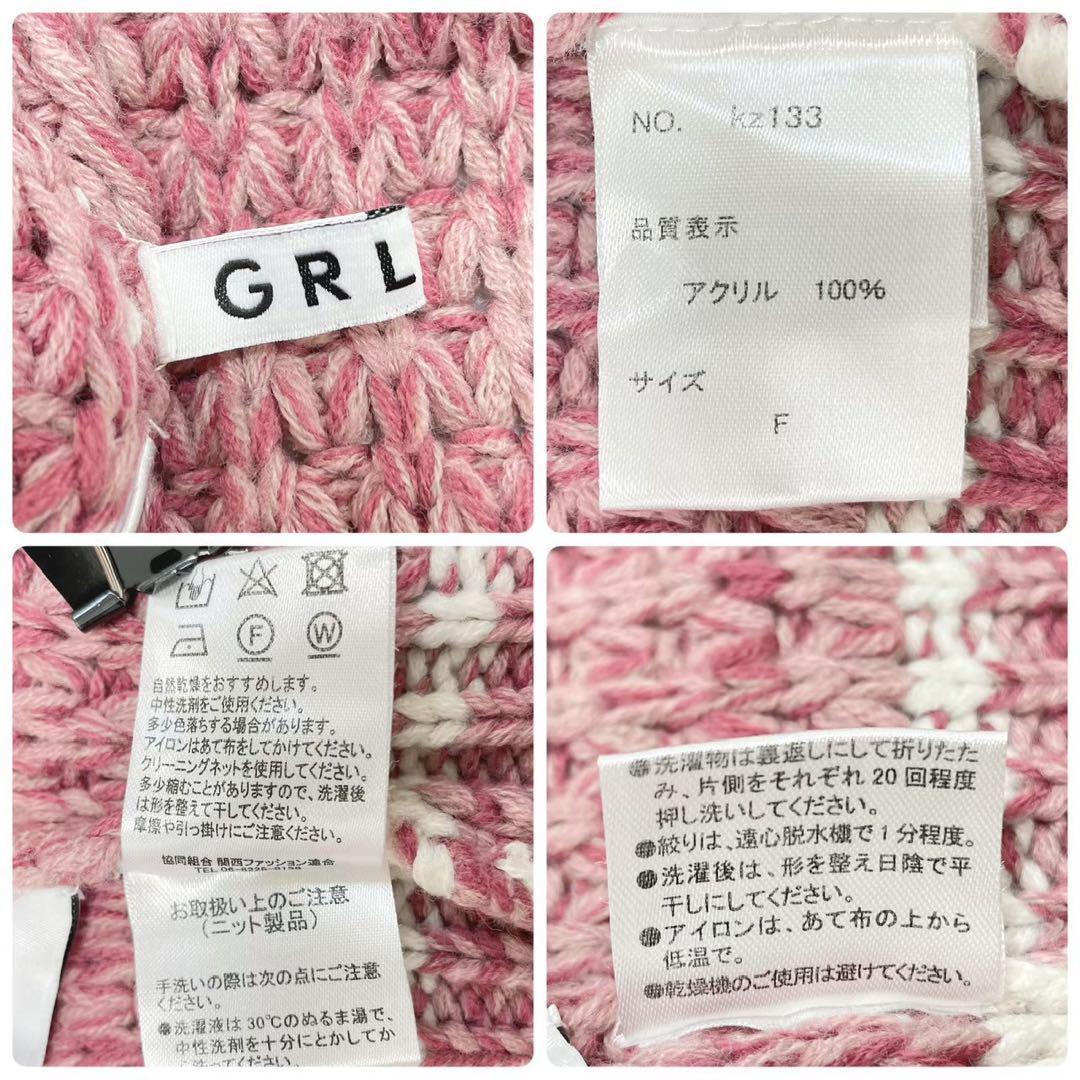 GRL
NO. kz133
品質表示
アクリル 100%
サイズ
F
F
W
自然乾燥をおすすめします。
中性洗剤をご使用ください。
多少色落ちする場合があります。
アイロンはあて布をしてかけてください。
クリーニングネットを使用してください。
多少縮むことがありますので、洗濯後
は形を整えて干してください。
摩擦や引っ掛けにご注意ください。
協同組合 関西ファッション連合
お取扱い上のご注意
(ニット製品)
手洗いの際は次の点にご注意
ください。
洗濯液は30℃のぬるま湯で、
中性洗剤を十分にとかしてか
洗濯物は裏返しにして折りたた
み、片側をそれぞれ20回程度
押し洗いしてください。
絞りは、遠心脱水機で1分程度。
洗濯後は、形を整え日陰で平
干しにしてください。
アイロンは、あて布の上から
低温で。
乾燥機のご使用は避けてください。